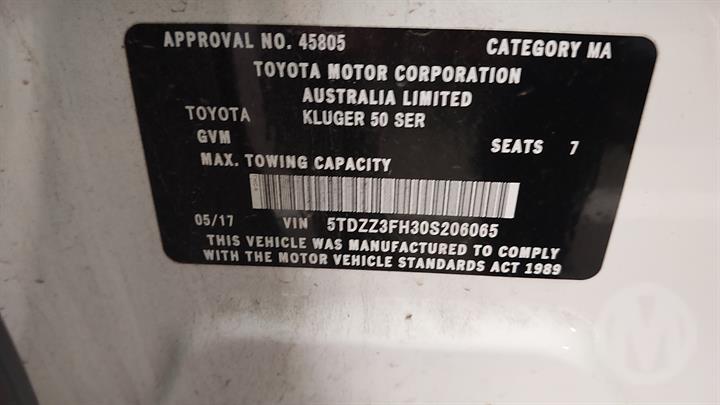 APPROVAL NO. 45805 CATEGORY MA
TOYOTA MOTOR CORPORATION
AUSTRALIA LIMITED
TOYOTA KLUGER 50 SER
GVM SEATS 7
MAX. TOWING CAPACITY
05/17 VIN 5TDZZ3FH30S206065
THIS VEHICLE WAS MANUFACTURED TO COMPLY
WITH THE MOTOR VEHICLE STANDARDS ACT 1989
M